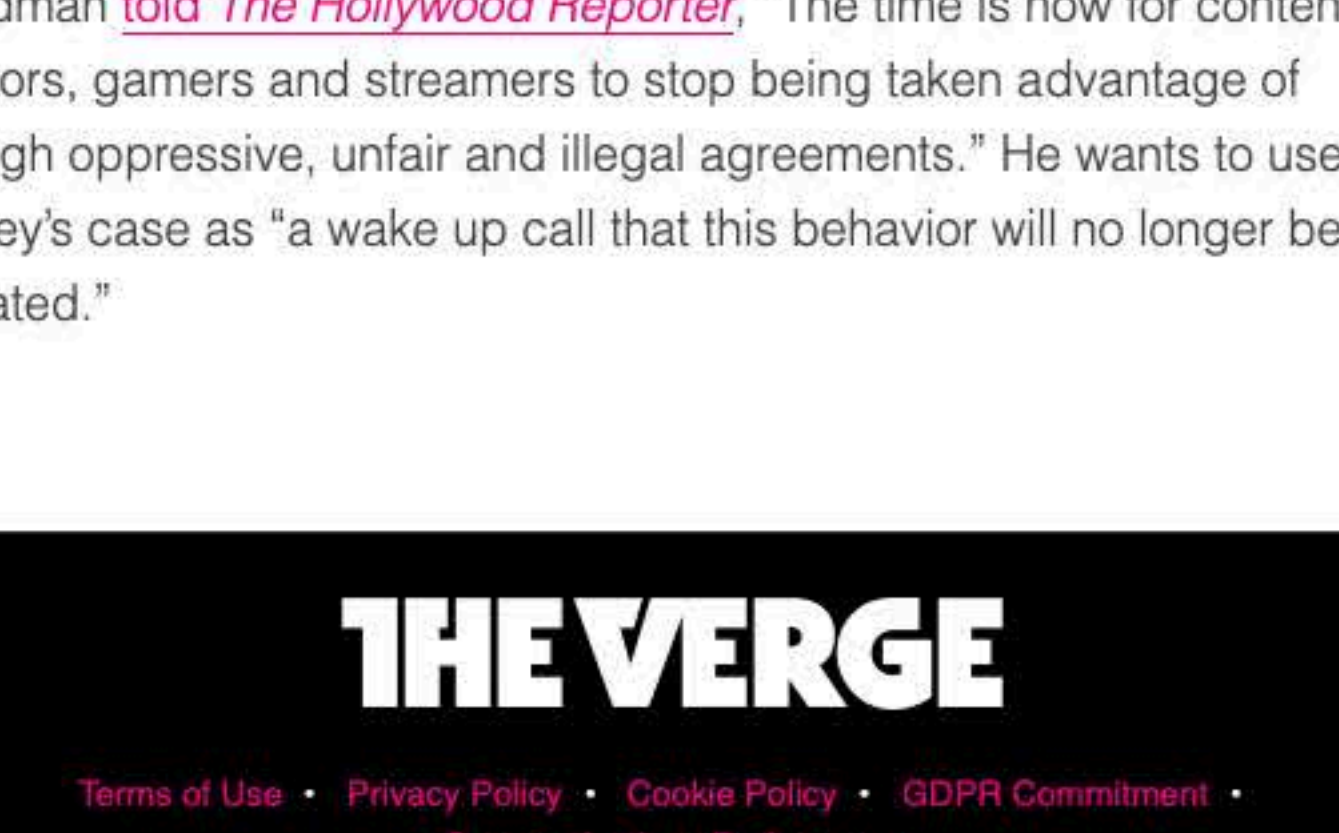 dman told The Hollywood Reporter, “The time is now for conten
ors, gamers and streamers to stop being taken advantage of
gh oppressive, unfair and illegal agreements.” He wants to use
ey’s case as “a wake up call that this behavior will no longer be
ated.”
THE VERGE
Terms of Use • Privacy Policy • Cookie Policy • GDPR Commitment •